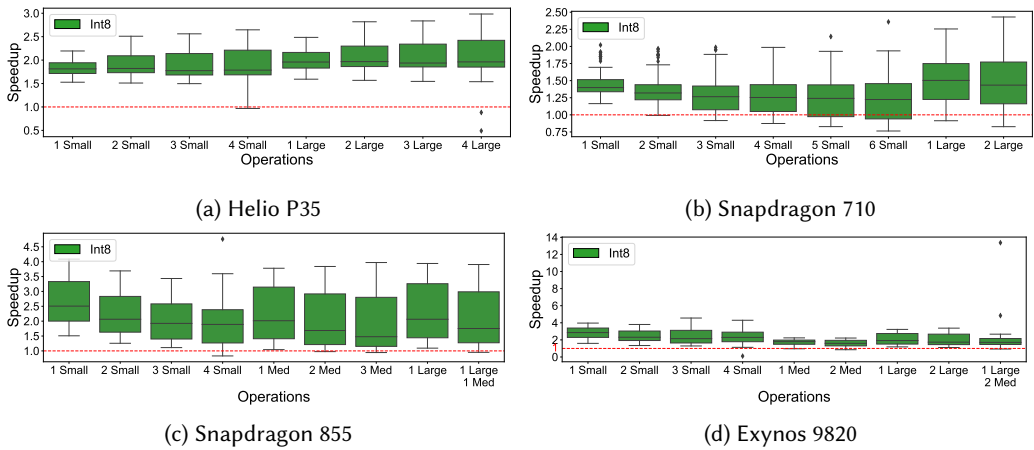 3.0
2.5
2.0
1.5
1.0
0.5
Speedup
Int8
1 Small 2 Small 3 Small 4 Small 1 Large 2 Large 3 Large 4 Large
Operations
(a) Helio P35
2.50
2.25
2.00
1.75
1.50
1.25
1.00
0.75
Speedup
Int8
1 Small 2 Small 3 Small 4 Small 5 Small 6 Small 1 Large 2 Large
Operations
(b) Snapdragon 710
4.5
4.0
3.5
3.0
2.5
2.0
1.5
1.0
Speedup
Int8
1 Small 2 Small 3 Small 4 Small 1 Med 2 Med 3 Med 1 Large 1 Large
1 Med
Operations
(c) Snapdragon 855
14
12
10
8
6
4
2
1
0
Speedup
Int8
1 Small 2 Small 3 Small 4 Small 1 Med 2 Med 1 Large 2 Large 1 Large
2 Med
Operations
(d) Exynos 9820